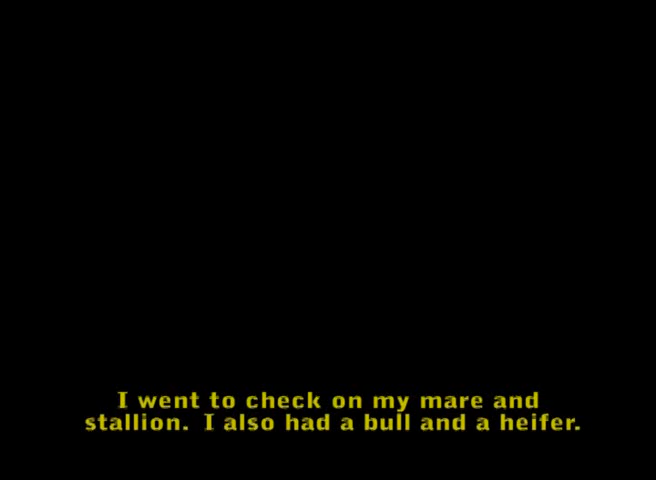 I went to check on my mare and
stallion. I also had a bull and a heifer.